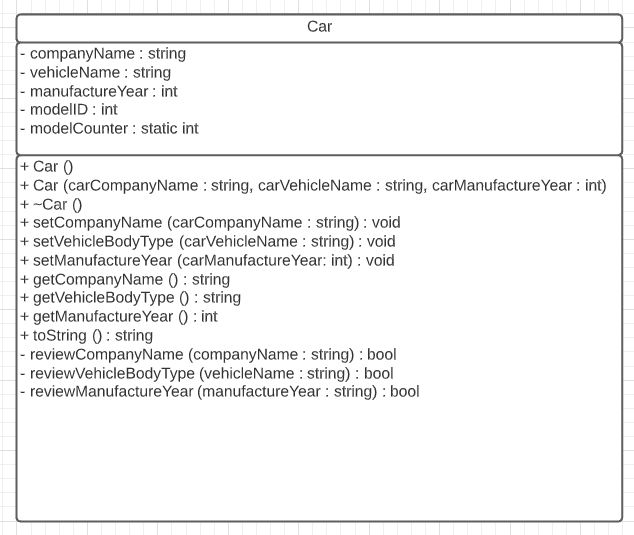 Car
- companyName : string
- vehicleName : string
- manufactureYear : int
- modelID : int
- modelCounter : static int
+ Car ()
+ Car (carCompanyName : string, carVehicleName : string, carManufactureYear : int)
+ ~Car ()
+ setCompanyName (carCompanyName : string) : void
+ setVehicleBodyType (carVehicleName : string) : void
+ setManufactureYear (carManufactureYear: int) : void
+ getCompanyName () : string
+ getVehicleBodyType () : string
+ getManufactureYear () : int
+ toString () : string
- reviewCompanyName (companyName : string) : bool
- reviewVehicleBodyType (vehicleName : string) : bool
- reviewManufactureYear (manufactureYear : string) : bool